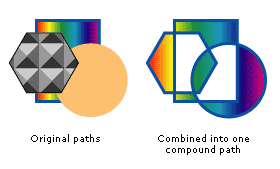 Original paths
Combined into one
compound path